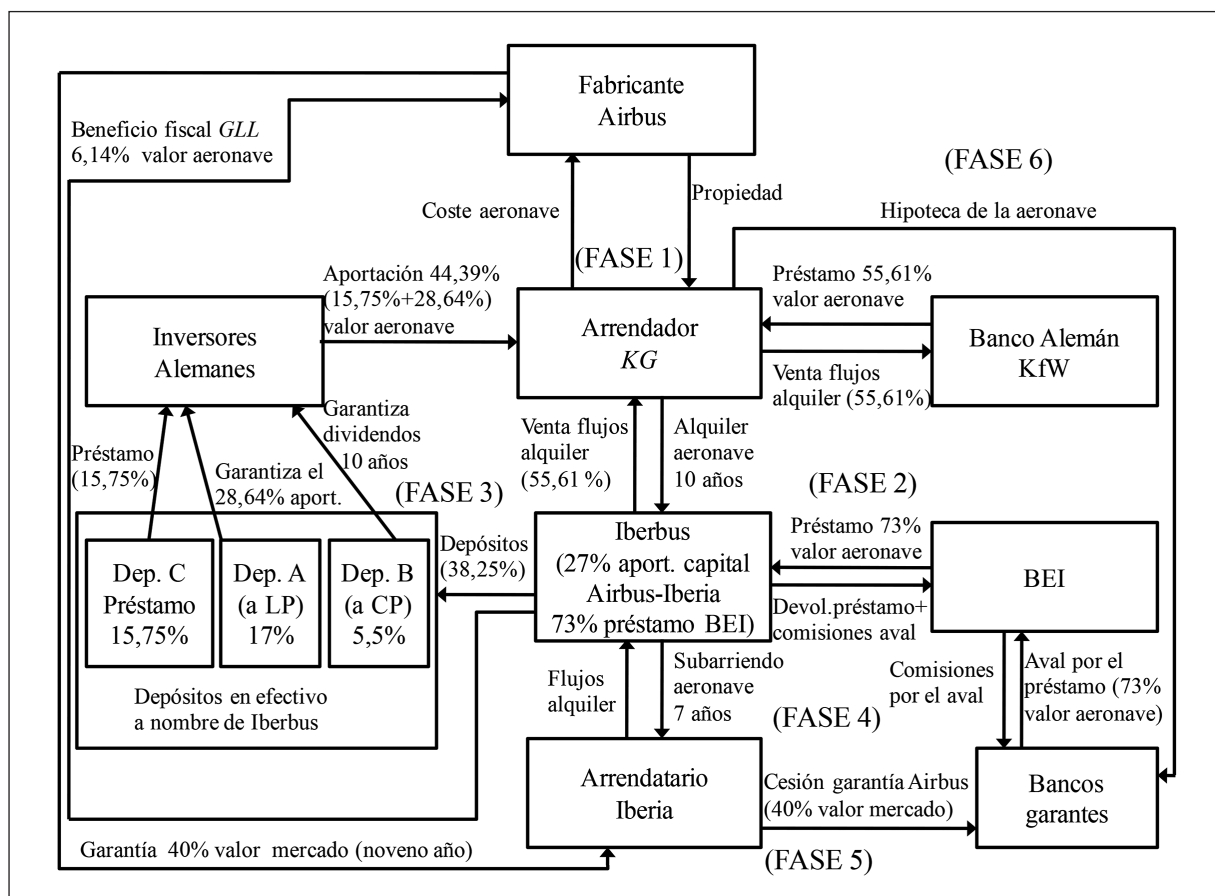 Fabricante
Airbus
Beneficio fiscal GLL
6,14% valor aeronave
(FASE 6)
Coste aeronave
Propiedad
Hipoteca de la aeronave
(FASE 1)
Aportación 44,39%
(15,75%+28,64%)
valor aeronave
Préstamo 55,61%
valor aeronave
Inversores
Alemanes
Arrendador
KG
Banco Alemán
KfW
Venta flujos
alquiler (55,61%)
Garantiza
dividendos
10 años
Préstamo
(15,75%)
Garantiza el
28,64% aport.
Venta flujos
alquiler
(55,61 %)
Alquiler
aeronave
10 años
(FASE 3)
(FASE 2)
Depósitos
(38,25%)
Préstamo 73%
valor aeronave
Dep. C
Préstamo
15,75%
Dep. A
(a LP)
17%
Dep. B
(a CP)
5,5%
Depósitos en efectivo
a nombre de Iberbus
Iberbus
(27% aport. capital
Airbus-Iberia
73% préstamo BEI)
BEI
Devol.préstamo+
comisiones aval
Flujos
alquiler
Subarriendo
aeronave
7 años
Comisiones
por el aval
Aval por el
préstamo (73%
valor aeronave)
(FASE 4)
Arrendatario
Iberia
Cesión garantía Airbus
(40% valor mercado)
Bancos
garantes
Garantía 40% valor mercado (noveno año)
(FASE 5)